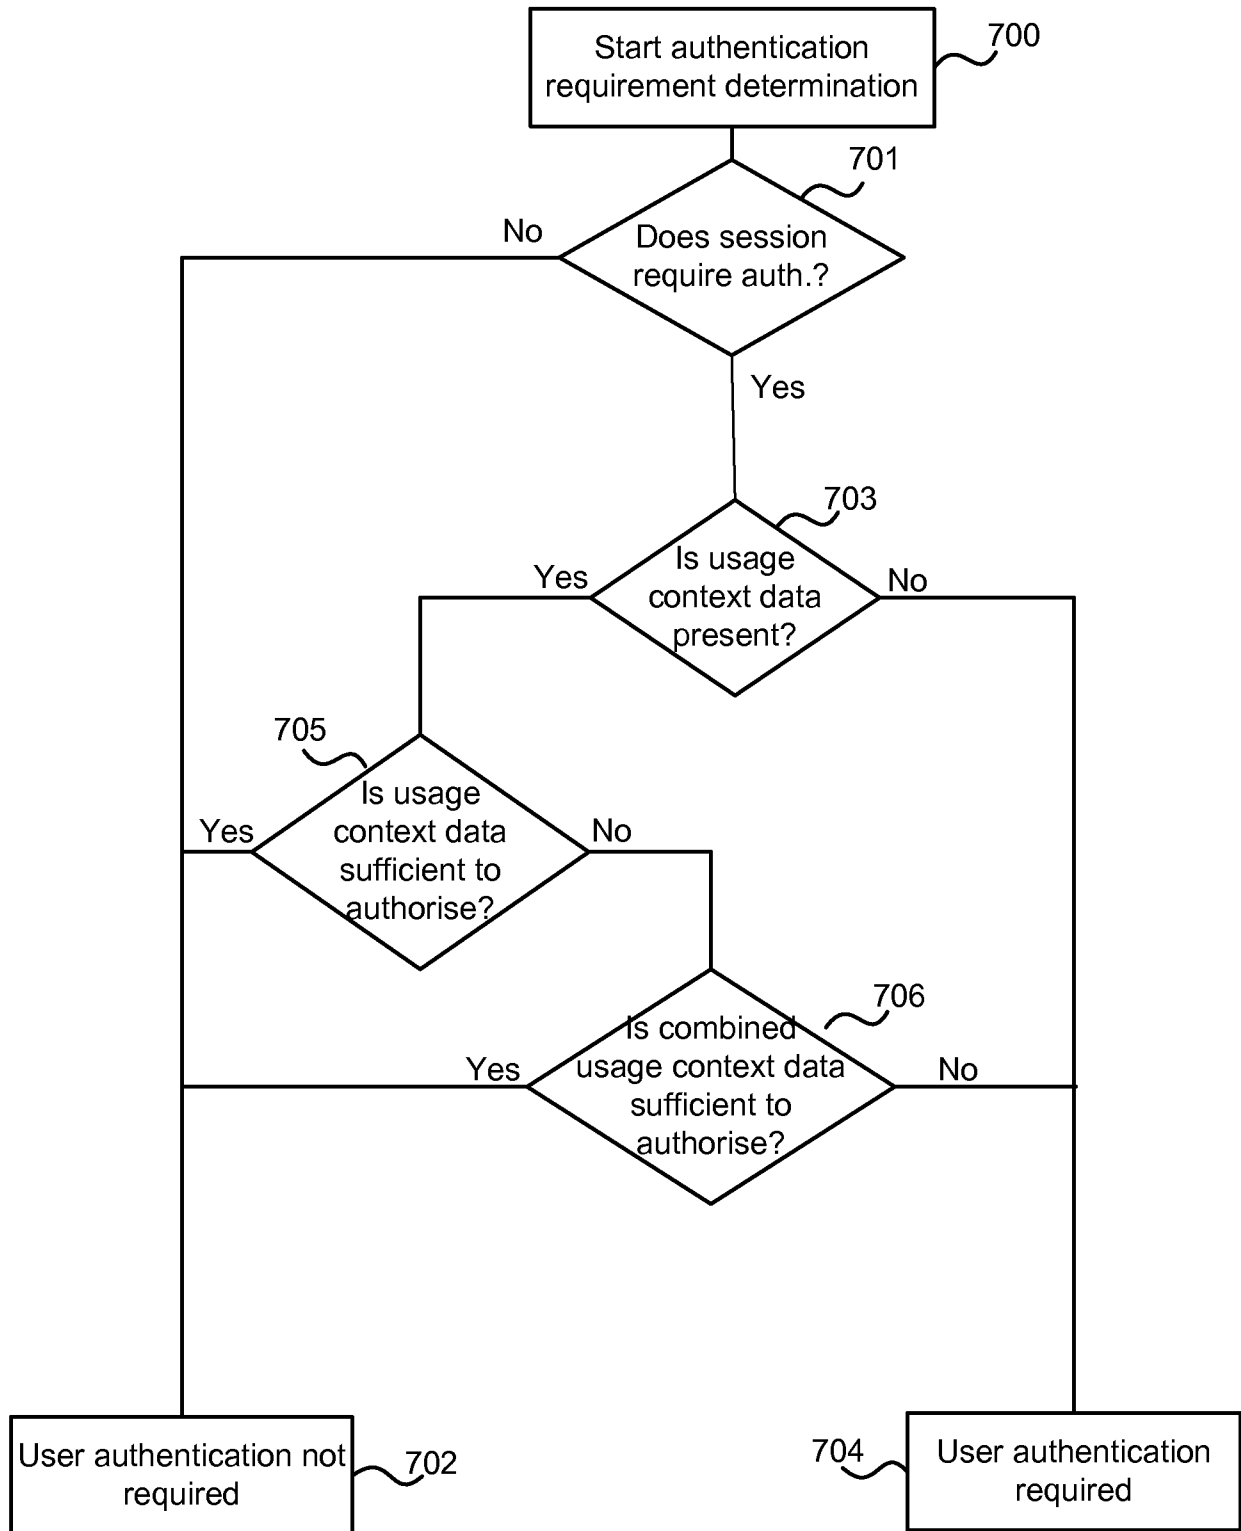 Start authentication
requirement determination
700
701
No
Does session
require auth.?
Yes
703
Yes
Is usage
context data
present?
No
705
Yes
Is usage
context data
sufficient to
authorise?
No
706
Yes
Is combined
usage context data
sufficient to
authorise?
No
User authentication not
required
702
704
User authentication
required